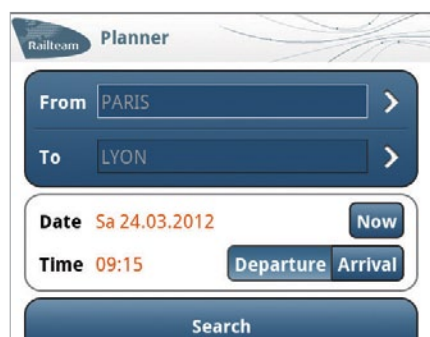 Railteam Planner
From PARIS
To LYON
Date Sa 24.03.2012 Now
Time 09:15 Departure Arrival
Search